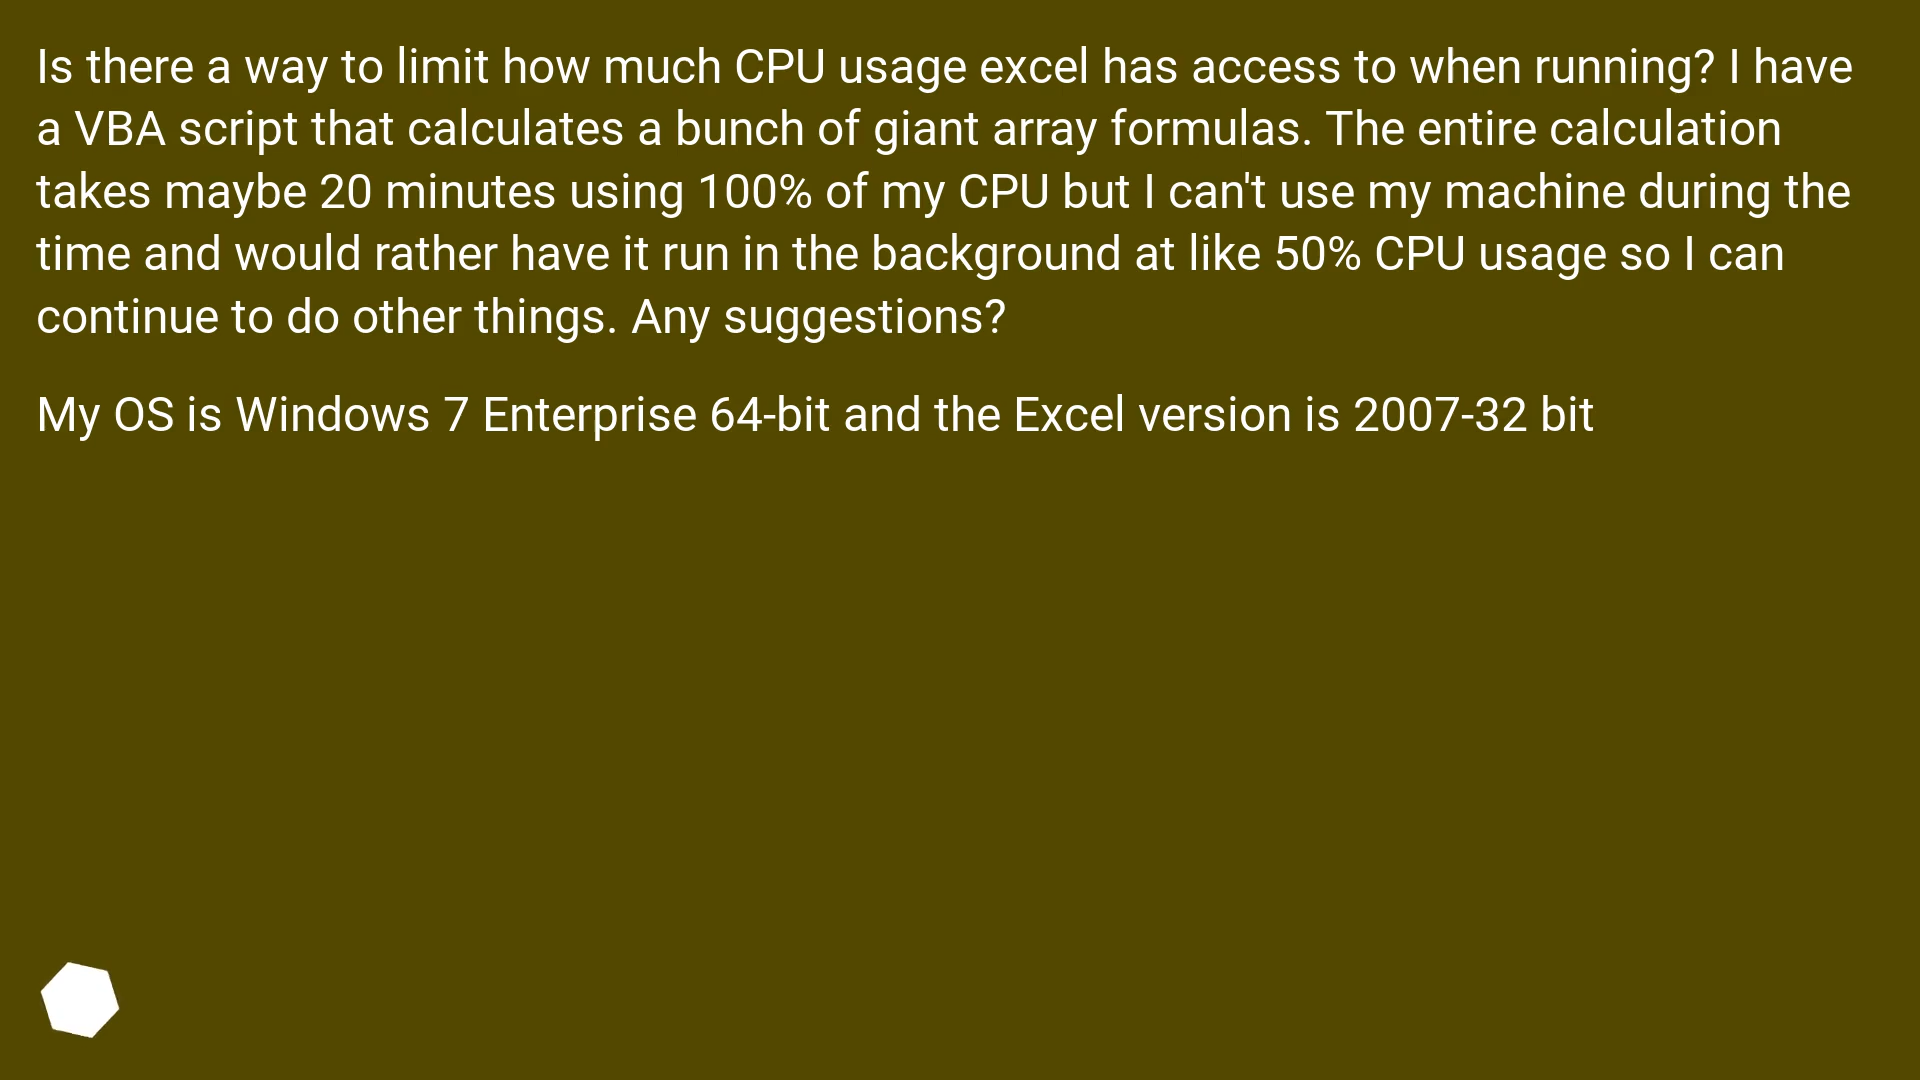 Is there a way to limit how much CPU usage excel has access to when running? I have
a VBA script that calculates a bunch of giant array formulas. The entire calculation
takes maybe 20 minutes using 100% of my CPU but I can't use my machine during the
time and would rather have it run in the background at like 50% CPU usage so I can
continue to do other things. Any suggestions?
My OS is Windows 7 Enterprise 64-bit and the Excel version is 2007-32 bit